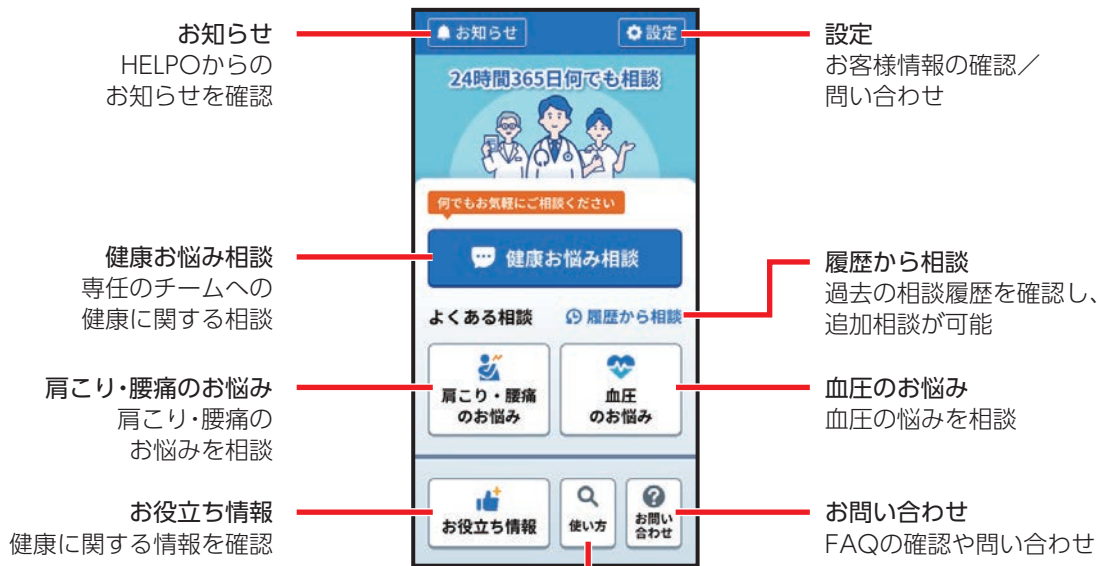 お知らせ
HELPOからの
お知らせを確認
健康お悩み相談
専任のチームへの
健康に関する相談
肩こり・腰痛のお悩み
肩こり・腰痛の
お悩みを相談
お役立ち情報
健康に関する情報を確認
お知らせ
設定
24時間365日何でも相談
何でもお気軽にご相談ください
健康お悩み相談
よくある相談
履歴から相談
肩こり・腰痛
のお悩み
血圧
のお悩み
お役立ち情報
使い方
お問い
合わせ
設定
お客様情報の確認／
問い合わせ
履歴から相談
過去の相談履歴を確認し、
追加相談が可能
血圧のお悩み
血圧の悩みを相談
お問い合わせ
FAQの確認や問い合わせ